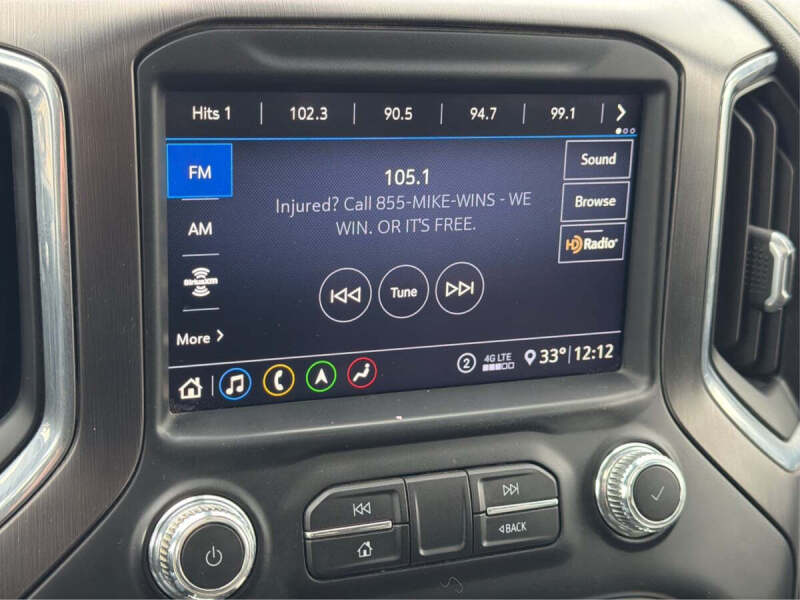 Hits 1 | 102.3 | 90.5 | 94.7 | 99.1 |
FM
105.1
Sound
Injured? Call 855-MIKE-WINS - WE
WIN. OR IT'S FREE.
Browse
AM
HD Radio®
SiriusXM
Tune
More
2 4G LTE 33° | 12:12
BACK